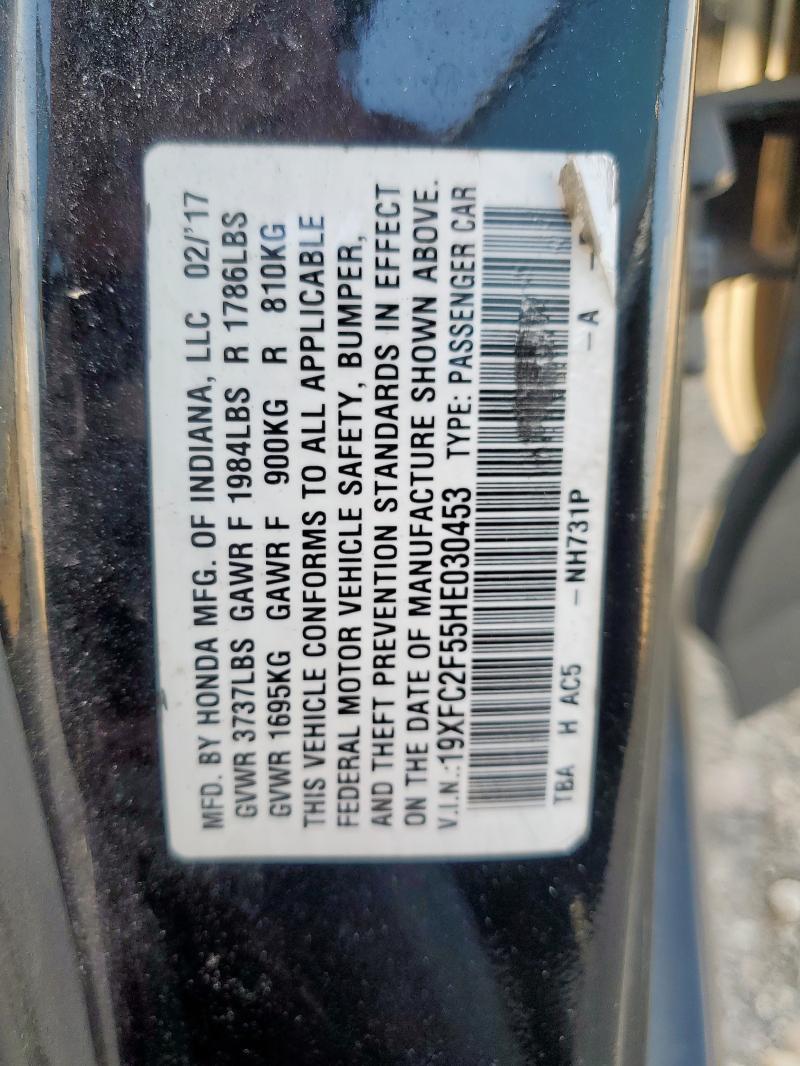 MFD. BY HONDA MFG. OF INDIANA, LLC 02/'17
GVWR 3737LBS GAWR F 1984LBS R 1786LBS
GVWR 1695KG GAWR F 900KG R 810KG
THIS VEHICLE CONFORMS TO ALL APPLICABLE
FEDERAL MOTOR VEHICLE SAFETY, BUMPER,
AND THEFT PREVENTION STANDARDS IN EFFECT
ON THE DATE OF MANUFACTURE SHOWN ABOVE.
V.I.N.:19XFC2F55HE030453 TYPE: PASSENGER CAR
TBA H AC5 -NH731P -A